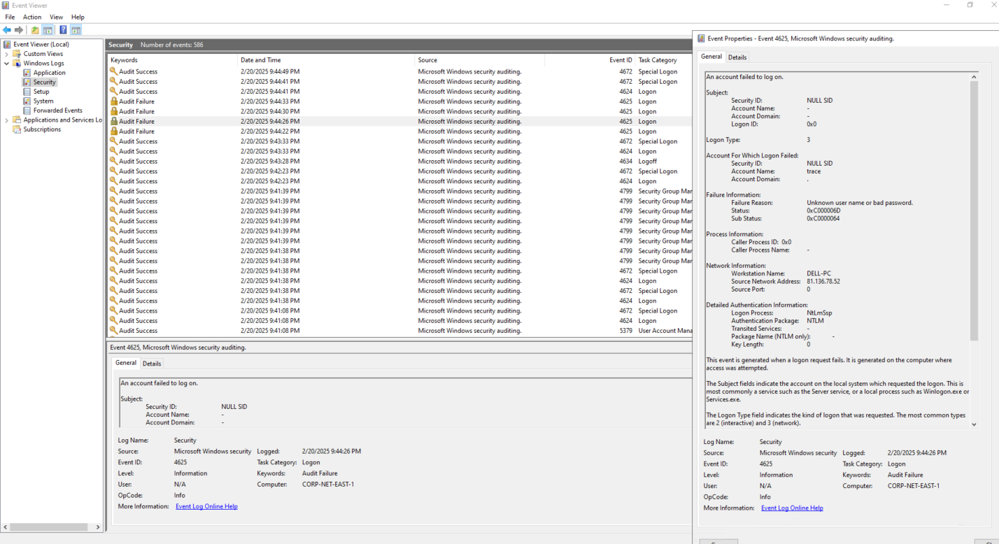 Event Viewer
File Action View Help
Event Viewer (Local)
Custom Views
Windows Logs
Application
Security
Setup
System
Forwarded Events
Applications and Services Lo
Subscriptions
Security Number of events: 586
Keywords Date and Time Source Event ID Task Category
Audit Success 2/20/2025 9:44:49 PM Microsoft Windows security auditing. 4672 Special Logon
Audit Success 2/20/2025 9:44:41 PM Microsoft Windows security auditing. 4672 Special Logon
Audit Success 2/20/2025 9:44:41 PM Microsoft Windows security auditing. 4624 Logon
Audit Failure 2/20/2025 9:44:33 PM Microsoft Windows security auditing. 4625 Logon
Audit Failure 2/20/2025 9:44:30 PM Microsoft Windows security auditing. 4625 Logon
Audit Failure 2/20/2025 9:44:26 PM Microsoft Windows security auditing. 4625 Logon
Audit Failure 2/20/2025 9:44:22 PM Microsoft Windows security auditing. 4625 Logon
Audit Success 2/20/2025 9:43:33 PM Microsoft Windows security auditing. 4672 Special Logon
Audit Success 2/20/2025 9:43:33 PM Microsoft Windows security auditing. 4624 Logon
Audit Success 2/20/2025 9:43:28 PM Microsoft Windows security auditing. 4634 Logoff
Audit Success 2/20/2025 9:42:23 PM Microsoft Windows security auditing. 4672 Special Logon
Audit Success 2/20/2025 9:42:23 PM Microsoft Windows security auditing. 4624 Logon
Audit Success 2/20/2025 9:41:39 PM Microsoft Windows security auditing. 4799 Security Group Mar
Audit Success 2/20/2025 9:41:39 PM Microsoft Windows security auditing. 4799 Security Group Mar
Audit Success 2/20/2025 9:41:39 PM Microsoft Windows security auditing. 4799 Security Group Mar
Audit Success 2/20/2025 9:41:39 PM Microsoft Windows security auditing. 4799 Security Group Mar
Audit Success 2/20/2025 9:41:39 PM Microsoft Windows security auditing. 4799 Security Group Mar
Audit Success 2/20/2025 9:41:39 PM Microsoft Windows security auditing. 4799 Security Group Mar
Audit Success 2/20/2025 9:41:38 PM Microsoft Windows security auditing. 4799 Security Group Mar
Audit Success 2/20/2025 9:41:38 PM Microsoft Windows security auditing. 4799 Security Group Mar
Audit Success 2/20/2025 9:41:38 PM Microsoft Windows security auditing. 4672 Special Logon
Audit Success 2/20/2025 9:41:38 PM Microsoft Windows security auditing. 4624 Logon
Audit Success 2/20/2025 9:41:38 PM Microsoft Windows security auditing. 4672 Special Logon
Audit Success 2/20/2025 9:41:38 PM Microsoft Windows security auditing. 4624 Logon
Audit Success 2/20/2025 9:41:08 PM Microsoft Windows security auditing. 4672 Special Logon
Audit Success 2/20/2025 9:41:08 PM Microsoft Windows security auditing. 4624 Logon
Audit Success 2/20/2025 9:41:08 PM Microsoft Windows security auditing. 5379 User Account Mana
Event 4625, Microsoft Windows security auditing.
General Details
An account failed to log on.
Subject:
Security ID: NULL SID
Account Name: -
Account Domain: -
Log Name: Security
Source: Microsoft Windows security Logged: 2/20/2025 9:44:26 PM
Event ID: 4625 Task Category: Logon
Level: Information Keywords: Audit Failure
User: N/A Computer: CORP-NET-EAST-1
OpCode: Info
More Information: Event Log Online Help
Event Properties - Event 4625, Microsoft Windows security auditing.
General Details
An account failed to log on.
Subject:
Security ID: NULL SID
Account Name: -
Account Domain: -
Logon ID: 0x0
Logon Type: 3
Account For Which Logon Failed:
Security ID: NULL SID
Account Name: trace
Account Domain: .
Failure Information:
Failure Reason: Unknown user name or bad password.
Status: 0xC000006D
Sub Status: 0xC0000064
Process Information:
Caller Process ID: 0x0
Caller Process Name: -
Network Information:
Workstation Name: DELL-PC
Source Network Address: 81.136.78.52
Source Port: 0
Detailed Authentication Information:
Logon Process: NtLmSsp
Authentication Package: NTLM
Transited Services: -
Package Name (NTLM only): -
Key Length: 0
This event is generated when a logon request fails. It is generated on the computer where
access was attempted.
The Subject fields indicate the account on the local system which requested the logon. This is
most commonly a service such as the Server service, or a local process such as Winlogon.exe or
Services.exe.
The Logon Type field indicates the kind of logon that was requested. The most common types
are 2 (interactive) and 3 (network).
Log Name: Security
Source: Microsoft Windows security Logged: 2/20/2025 9:44:26 PM
Event ID: 4625 Task Category: Logon
Level: Information Keywords: Audit Failure
User: N/A Computer: CORP-NET-EAST-1
OpCode: Info
More Information: Event Log Online Help